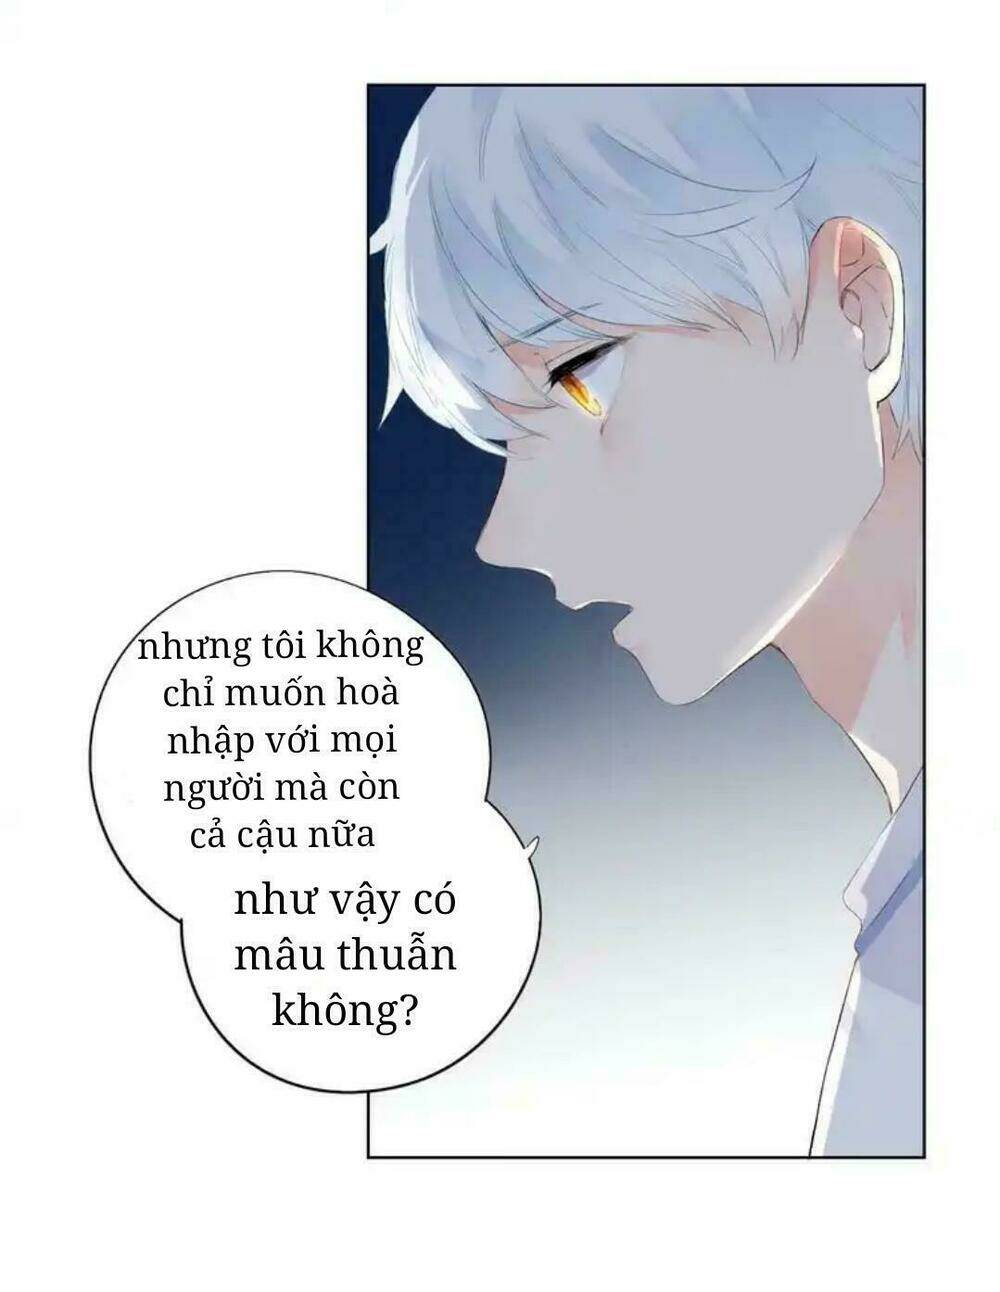 nhưng tôi không
chỉ muốn hoà
nhập với mọi
người mà còn
cả cậu nữa
như vậy có
mâu thuẫn
không?